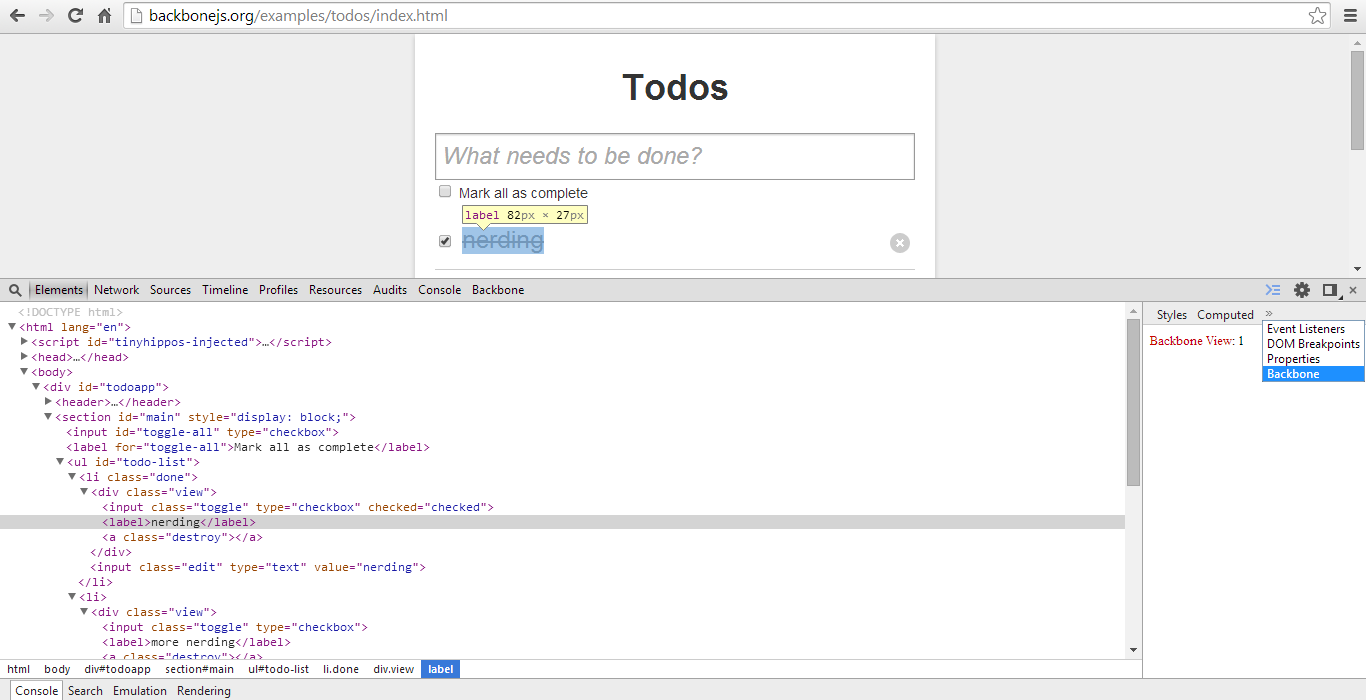 backbonejs.org/examples/todos/index.html
Todos
What needs to be done?
Mark all as complete
label 82px × 27px
nerding
Elements Network Sources Timeline Profiles Resources Audits Console Backbone
<!DOCTYPE html>
<html lang="en">
<script id="tinyhippos-injected">…</script>
<head>…</head>
<body>
<div id="todoapp">
<header>…</header>
<section id="main" style="display: block;">
<input id="toggle-all" type="checkbox">
<label for="toggle-all">Mark all as complete</label>
<ul id="todo-list">
<li class="done">
<div class="view">
<input class="toggle" type="checkbox" checked="checked">
<label>nerding</label>
<a class="destroy"></a>
</div>
<input class="edit" type="text" value="nerding">
</li>
<li>
<div class="view">
<input class="toggle" type="checkbox">
<label>more nerding</label>
<a class="destroy"></a>
Styles Computed »
Backbone View: 1
Event Listeners
DOM Breakpoints
Properties
Backbone
html body div#todoapp section#main ul#todo-list li.done div.view label
Console Search Emulation Rendering